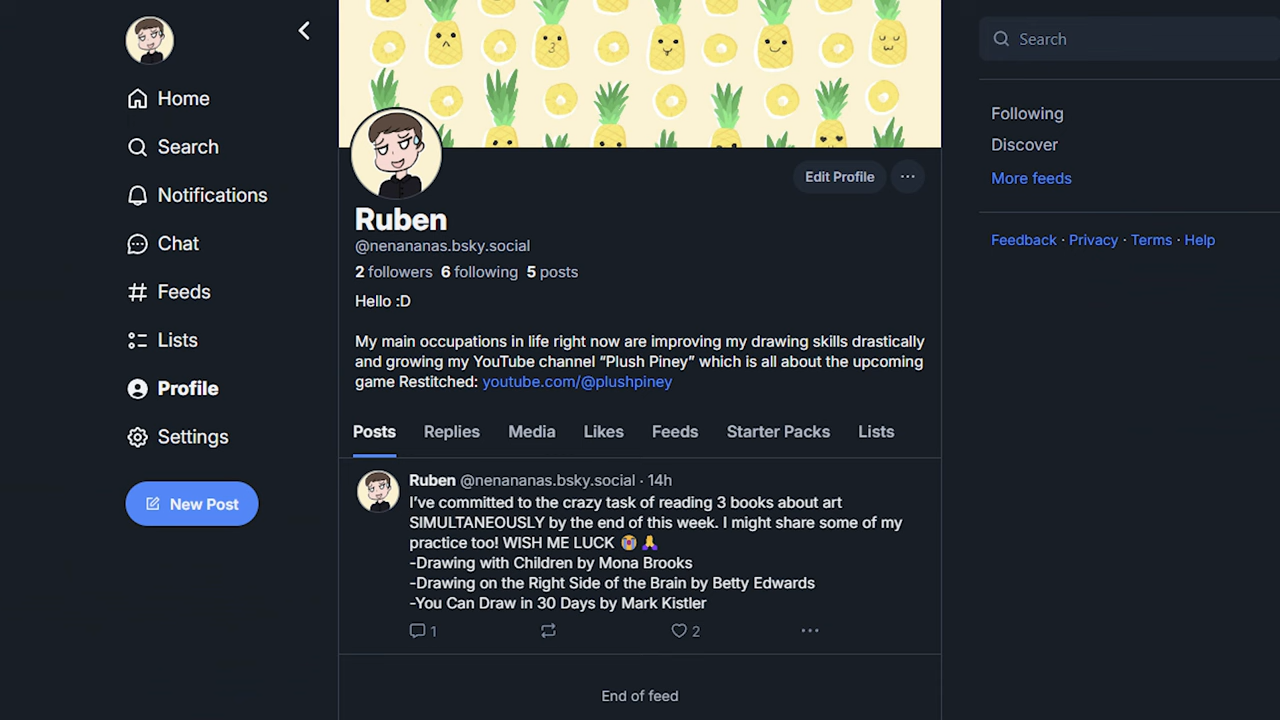 Home
Search
Notifications
Chat
Feeds
Lists
Profile
Settings
New Post
Edit Profile
Ruben
@nenananas.bsky.social
2 followers 6 following 5 posts
Hello :D
My main occupations in life right now are improving my drawing skills drastically
and growing my YouTube channel “Plush Piney” which is all about the upcoming
game Restitched: youtube.com/@plushpiney
Posts Replies Media Likes Feeds Starter Packs Lists
Ruben @nenananas.bsky.social · 14h
I’ve committed to the crazy task of reading 3 books about art
SIMULTANEOUSLY by the end of this week. I might share some of my
practice too! WISH ME LUCK 😭🙏
-Drawing with Children by Mona Brooks
-Drawing on the Right Side of the Brain by Betty Edwards
-You Can Draw in 30 Days by Mark Kistler
1 2
End of feed
Search
Following
Discover
More feeds
Feedback · Privacy · Terms · Help